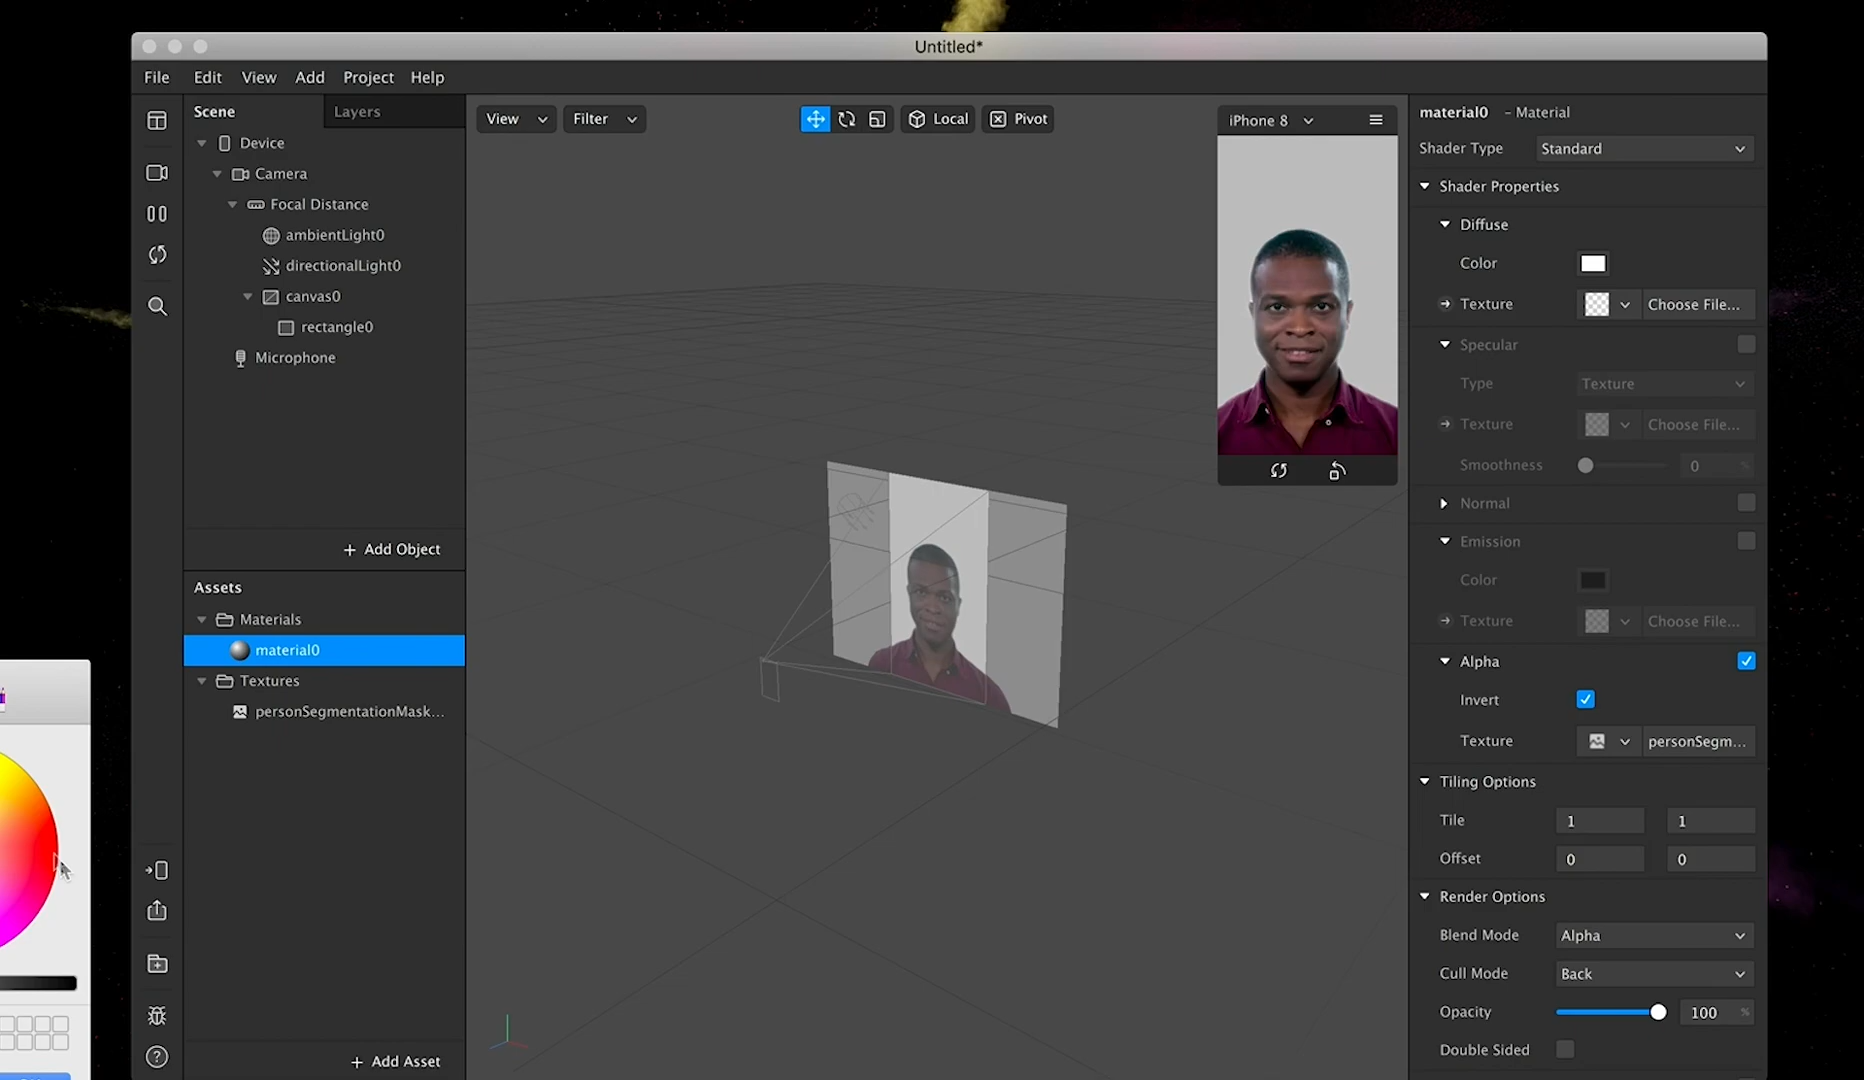 Untitled*
File Edit View Add Project Help
Scene Layers
Device
Camera
Focal Distance
ambientLight0
directionalLight0
canvas0
rectangle0
Microphone
+ Add Object
Assets
Materials
material0
Textures
personSegmentationMask...
+ Add Asset
View Filter Local Pivot
iPhone 8
material0 - Material
Shader Type Standard
Shader Properties
Diffuse
Color
Texture Choose File...
Specular
Type Texture
Texture Choose File...
Smoothness 0 %
Normal
Emission
Color
Texture Choose File...
Alpha
Invert
Texture personSegm...
Tiling Options
Tile 1 1
Offset 0 0
Render Options
Blend Mode Alpha
Cull Mode Back
Opacity 100 %
Double Sided